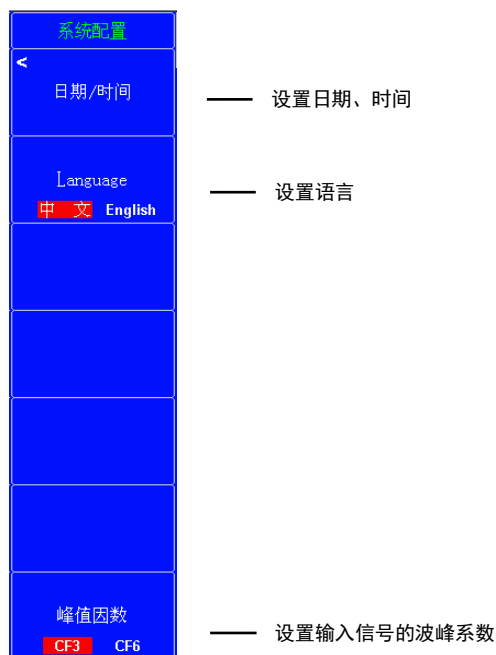 系统配置
<
日期/时间
设置日期、时间
Language
中 文 English
设置语言
峰值因数
CF3 CF6
设置输入信号的波峰系数